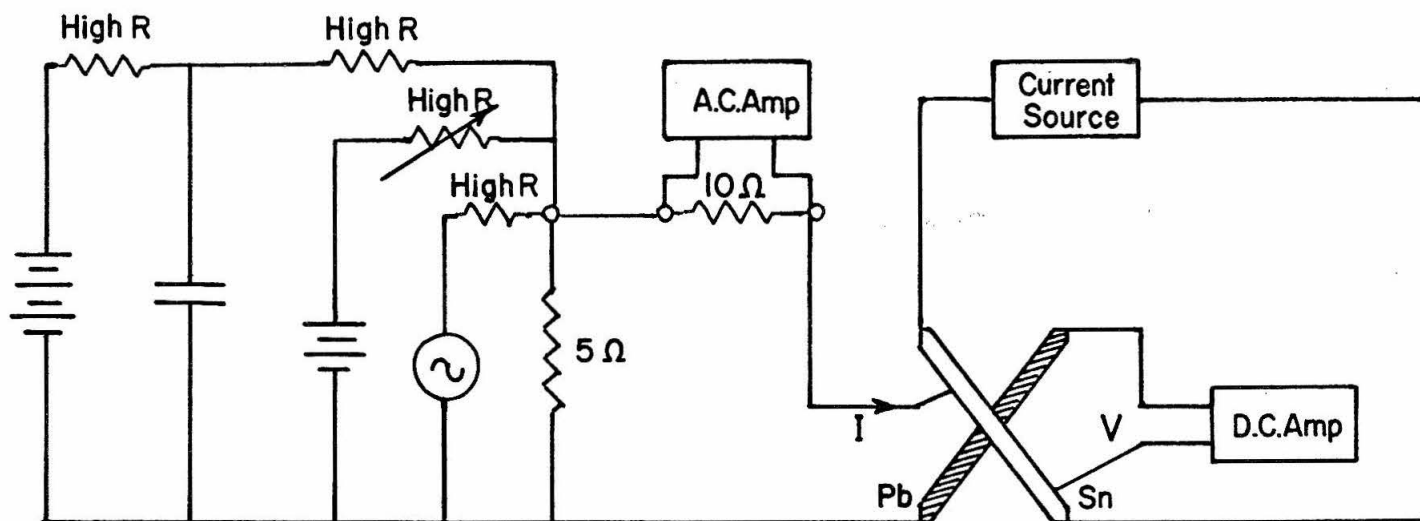 High R
High R
High R
High R
A.C. Amp
10 Ω
Current
Source
5 Ω
I
V
D.C. Amp
Pb
Sn